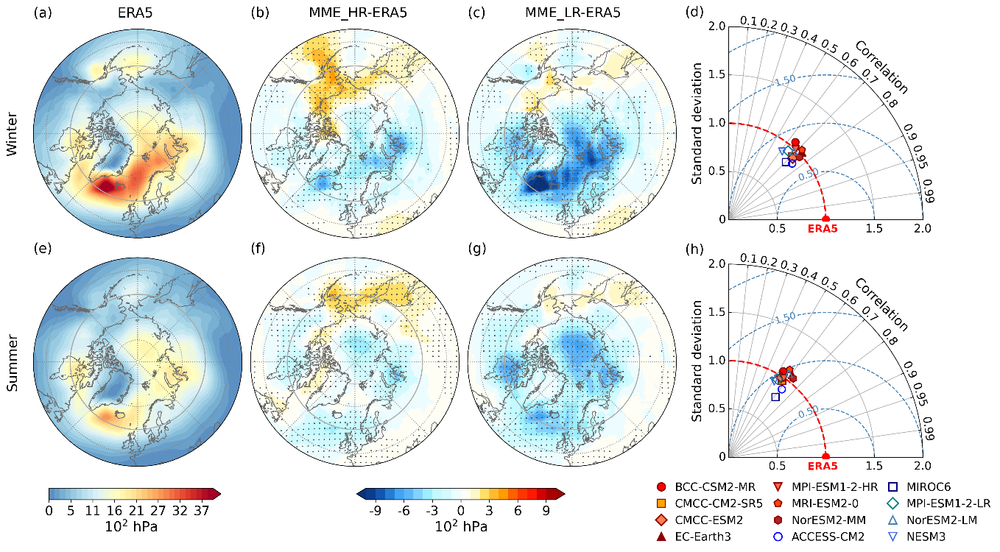 (a) ERA5 (b) MME_HR-ERA5 (c) MME_LR-ERA5 (d)
Winter
Standard deviation
2.0
1.5
1.0
0.5
0
0.1 0.2 0.3 0.4 0.5 0.6 0.7 0.8 0.9 0.95 0.99
Correlation
1.50
0.50
0.5 ERA5 1.5 2.0
(e) (f) (g) (h)
Summer
Standard deviation
2.0
1.5
1.0
0.5
0
0.1 0.2 0.3 0.4 0.5 0.6 0.7 0.8 0.9 0.95 0.99
Correlation
1.50
0.50
0.5 ERA5 1.5 2.0
0 5 11 16 21 27 32 37
10² hPa
-9 -6 -3 0 3 6 9
10² hPa
BCC-CSM2-MR MPI-ESM1-2-HR MIROC6
CMCC-CM2-SR5 MRI-ESM2-0 MPI-ESM1-2-LR
CMCC-ESM2 NorESM2-MM NorESM2-LM
EC-Earth3 ACCESS-CM2 NESM3